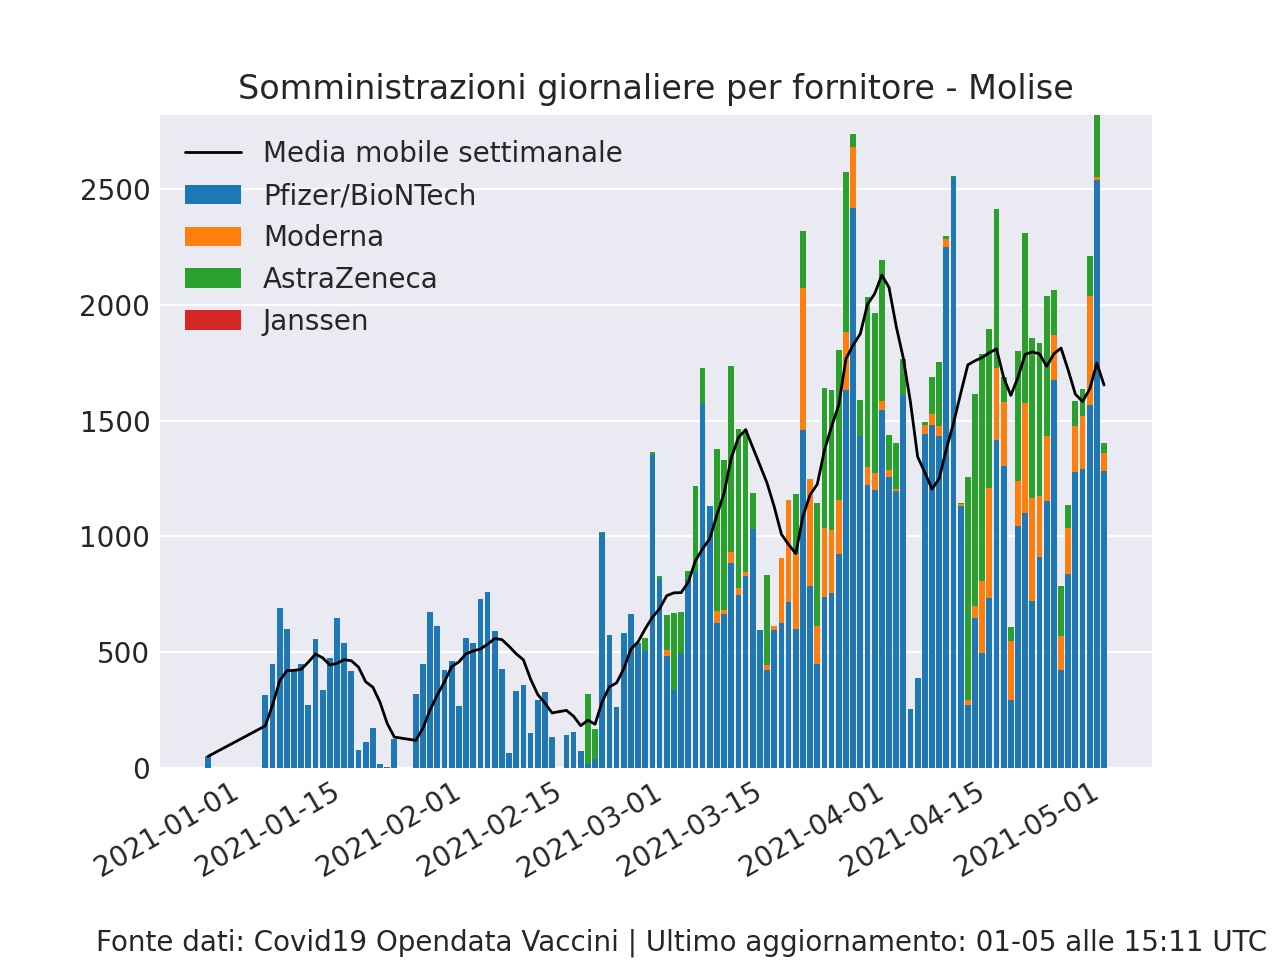 Somministrazioni giornaliere per fornitore - Molise
Media mobile settimanale
Pfizer/BioNTech
Moderna
AstraZeneca
Janssen
2500
2000
1500
1000
500
0
2021-01-01
2021-01-15
2021-02-01
2021-02-15
2021-03-01
2021-03-15
2021-04-01
2021-04-15
2021-05-01
Fonte dati: Covid19 Opendata Vaccini | Ultimo aggiornamento: 01-05 alle 15:11 UTC